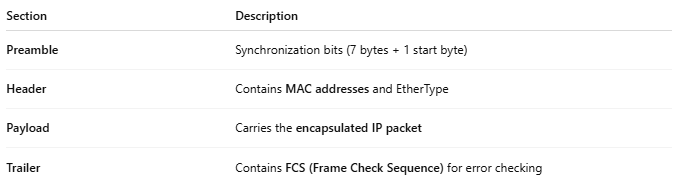 Section Description
Preamble Synchronization bits (7 bytes + 1 start byte)
Header Contains MAC addresses and EtherType
Payload Carries the encapsulated IP packet
Trailer Contains FCS (Frame Check Sequence) for error checking